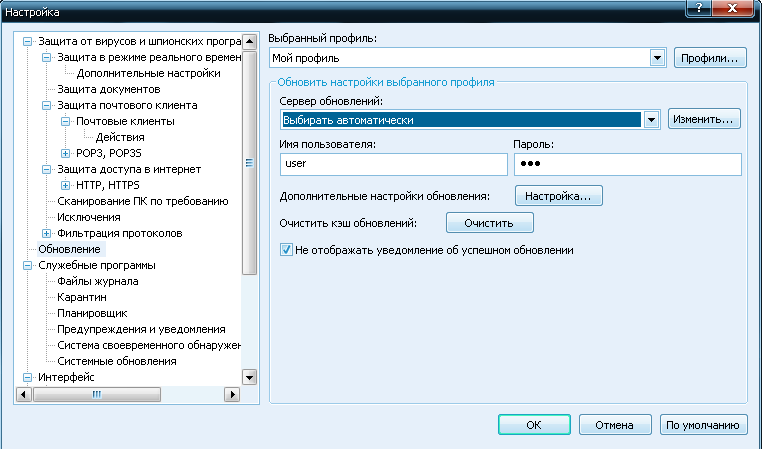 Настройка
?
Защита от вирусов и шпионских програ
Защита в режиме реального времен
Дополнительные настройки
Защита документов
Защита почтового клиента
Почтовые клиенты
Действия
POP3, POP3S
Защита доступа в интернет
HTTP, HTTPS
Сканирование ПК по требованию
Исключения
Фильтрация протоколов
Обновление
Служебные программы
Файлы журнала
Карантин
Планировщик
Предупреждения и уведомления
Система своевременного обнаружен
Системные обновления
Интерфейс
Выбранный профиль:
Мой профиль
Профили...
Обновить настройки выбранного профиля
Сервер обновлений:
Выбирать автоматически
Изменить...
Имя пользователя:
Пароль:
user
●●●
Дополнительные настройки обновления:
Настройка...
Очистить кэш обновлений:
Очистить
Не отображать уведомление об успешном обновлении
OK
Отмена
По умолчанию